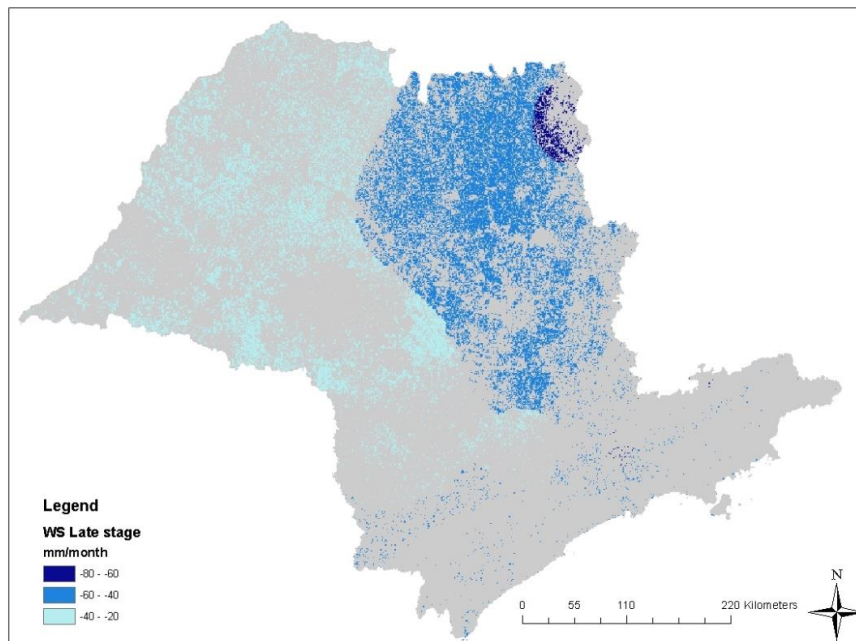 Legend
WS Late stage
mm/month
-80 - -60
-60 - -40
-40 - -20
N
0 55 110 220 Kilometers